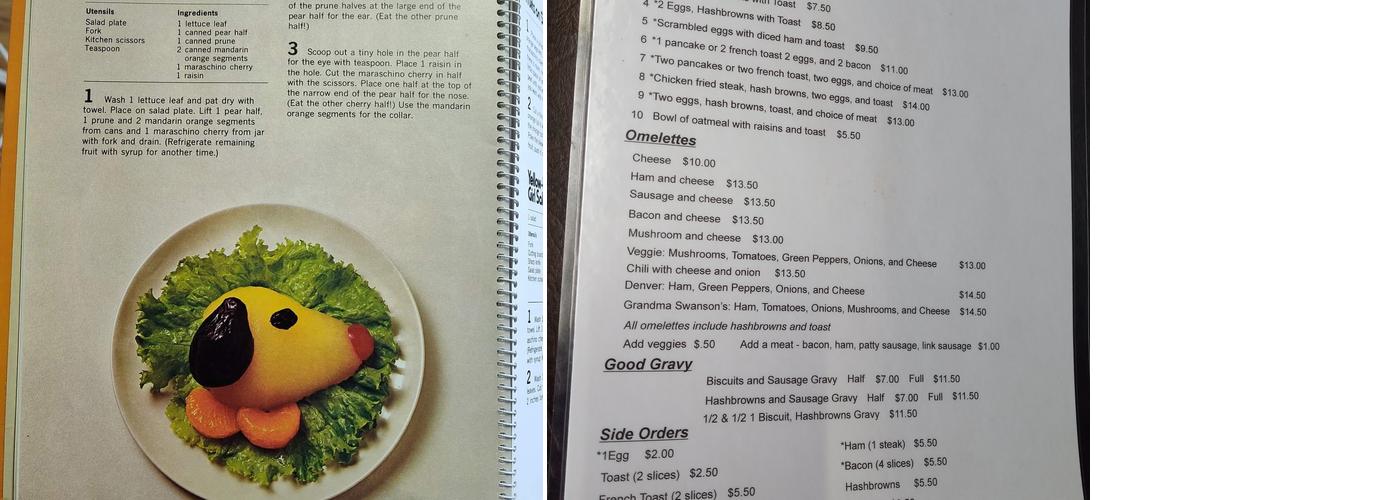 Utensils
Salad plate
Fork
Kitchen scissors
Teaspoon
Ingredients
1 lettuce leaf
1 canned pear half
1 canned prune
2 canned mandarin
orange segments
1 maraschino cherry
1 raisin
1 Wash 1 lettuce leaf and pat dry with
towel. Place on salad plate. Lift 1 pear half,
1 prune and 2 mandarin orange segments
from cans and 1 maraschino cherry from jar
with fork and drain. (Refrigerate remaining
fruit with syrup for another time.)
of the prune halves at the large end of the
pear half for the ear. (Eat the other prune
half!)
3 Scoop out a tiny hole in the pear half
for the eye with teaspoon. Place 1 raisin in
the hole. Cut the maraschino cherry in half
with the scissors. Place one half at the top of
the narrow end of the pear half for the nose.
(Eat the other cherry half!) Use the mandarin
orange segments for the collar.
Yellow-
Girl Sal
Utensils
Fork
1
2
with Toast $7.50
4 *2 Eggs, Hashbrowns with Toast $8.50
5 *Scrambled eggs with diced ham and toast $9.50
6 *1 pancake or 2 french toast 2 eggs, and 2 bacon $11.00
7 *Two pancakes or two french toast, two eggs, and choice of meat $13.00
8 *Chicken fried steak, hash browns, two eggs, and toast $14.00
9 *Two eggs, hash browns, toast, and choice of meat $13.00
10 Bowl of oatmeal with raisins and toast $5.50
Omelettes
Cheese $10.00
Ham and cheese $13.50
Sausage and cheese $13.50
Bacon and cheese $13.50
Mushroom and cheese $13.00
Veggie: Mushrooms, Tomatoes, Green Peppers, Onions, and Cheese $13.00
Chili with cheese and onion $13.50
Denver: Ham, Green Peppers, Onions, and Cheese $14.50
Grandma Swanson's: Ham, Tomatoes, Onions, Mushrooms, and Cheese $14.50
All omelettes include hashbrowns and toast
Add veggies $.50 Add a meat - bacon, ham, patty sausage, link sausage $1.00
Good Gravy
Biscuits and Sausage Gravy Half $7.00 Full $11.50
Hashbrowns and Sausage Gravy Half $7.00 Full $11.50
1/2 & 1/2 1 Biscuit, Hashbrowns Gravy $11.50
Side Orders
*1Egg $2.00
Toast (2 slices) $2.50
French Toast (2 slices) $5.50
*Ham (1 steak) $5.50
*Bacon (4 slices) $5.50
Hashbrowns $5.50